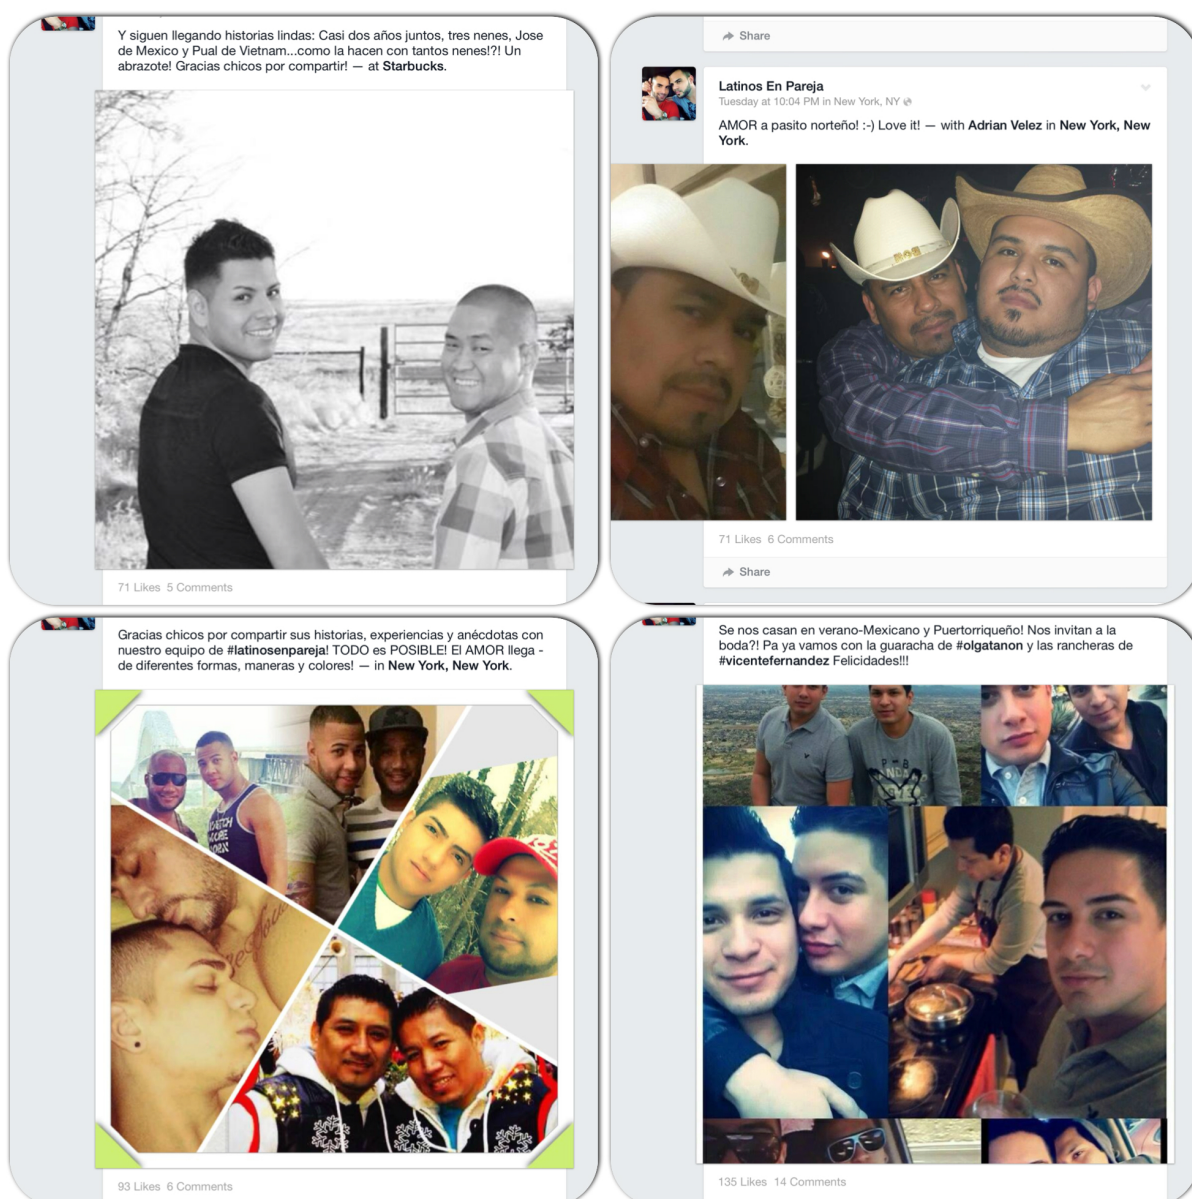 Y siguen llegando historias lindas: Casi dos años juntos, tres nenes, Jose
de Mexico y Pual de Vietnam...como la hacen con tantos nenes!?! Un
abrazote! Gracias chicos por compartir! — at Starbucks.
71 Likes 5 Comments
Share
Latinos En Pareja
Tuesday at 10:04 PM in New York, NY
AMOR a pasito norteño! :-) Love it! — with Adrian Velez in New York, New
York.
71 Likes 6 Comments
Share
Gracias chicos por compartir sus historias, experiencias y anécdotas con
nuestro equipo de #latinosenpareja! TODO es POSIBLE! El AMOR llega -
de diferentes formas, maneras y colores! — in New York, New York.
93 Likes 6 Comments
Se nos casan en verano-Mexicano y Puertorriqueño! Nos invitan a la
boda?! Pa ya vamos con la guaracha de #olgatanon y las rancheras de
#vicentefernandez Felicidades!!!
135 Likes 14 Comments